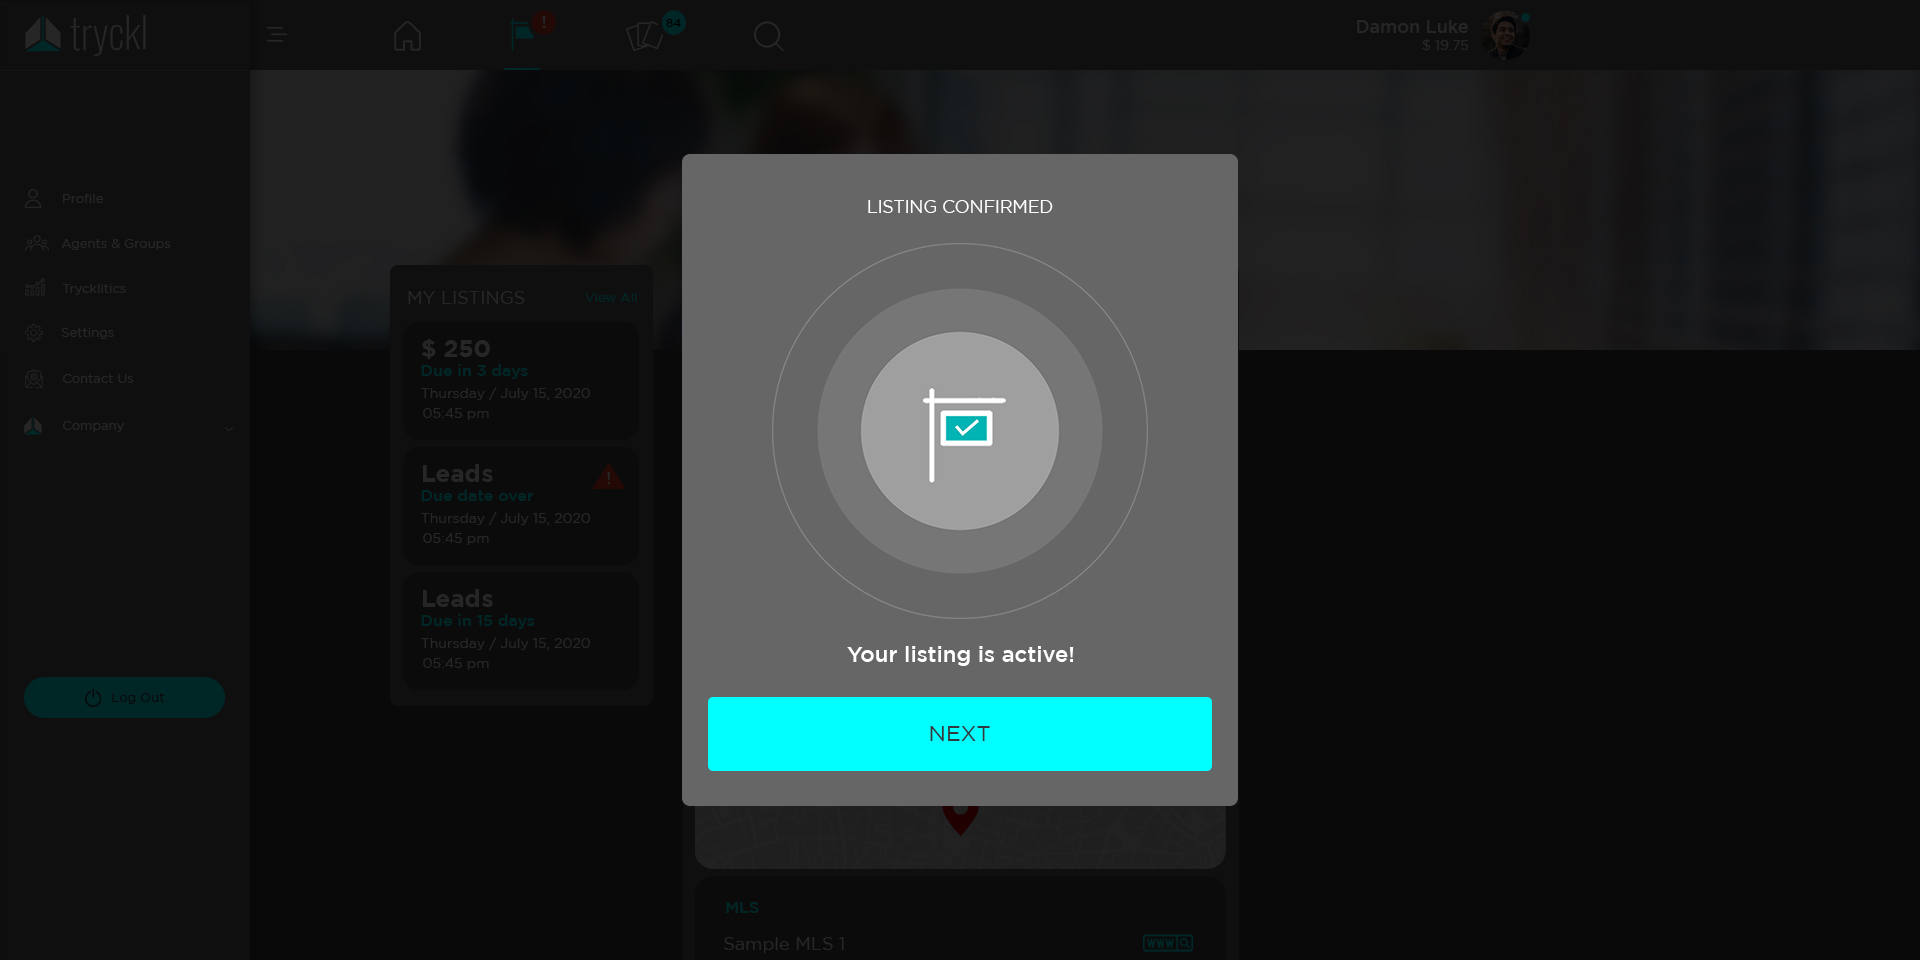 tryckl
!
84
Damon Luke
$ 19.75
Profile
Agents & Groups
Trycklitics
Settings
Contact Us
Company
Log Out
MY LISTINGS
View All
$ 250
Due in 3 days
Thursday / July 15, 2020
05:45 pm
Leads
!
Due date over
Thursday / July 15, 2020
05:45 pm
Leads
Due in 15 days
Thursday / July 15, 2020
05:45 pm
LISTING CONFIRMED
Your listing is active!
NEXT
MLS
Sample MLS 1
WWW